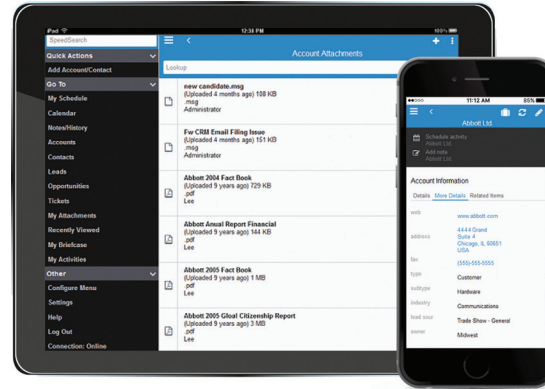 iPad
12:38 PM
100%
SpeedSearch
Quick Actions
Add Account/Contact
Go To
My Schedule
Calendar
Notes/History
Accounts
Contacts
Leads
Opportunities
Tickets
My Attachments
Recently Viewed
My Briefcase
My Activities
Other
Configure Menu
Settings
Help
Log Out
Connection: Online
Account Attachments
Lookup
new candidate.msg
(Uploaded 4 months ago) 108 KB
.msg
Administrator
Fw CRM Email Filing Issue
(Uploaded 4 months ago) 151 KB
.msg
Administrator
Abbott 2004 Fact Book
(Uploaded 9 years ago) 729 KB
.pdf
Lee
Abbott Anual Report Financial
(Uploaded 9 years ago) 144 KB
.pdf
Lee
Abbott 2005 Fact Book
(Uploaded 9 years ago) 1 MB
.pdf
Lee
Abbott 2005 Gloal Citizenship Report
(Uploaded 9 years ago) 3 MB
.pdf
Lee
11:12 AM
85%
Abbott Ltd
Schedule activity
Abbott Ltd
Add note
Abbott Ltd
Account Information
Details More Details Related Items
web www.abbott.com
address 4444 Grand
Suite 4
Chicago, IL 60651
USA
fax (555)-555-5555
type Customer
subtype Hardware
industry Communications
lead sour Trade Show - General
owner Midwest